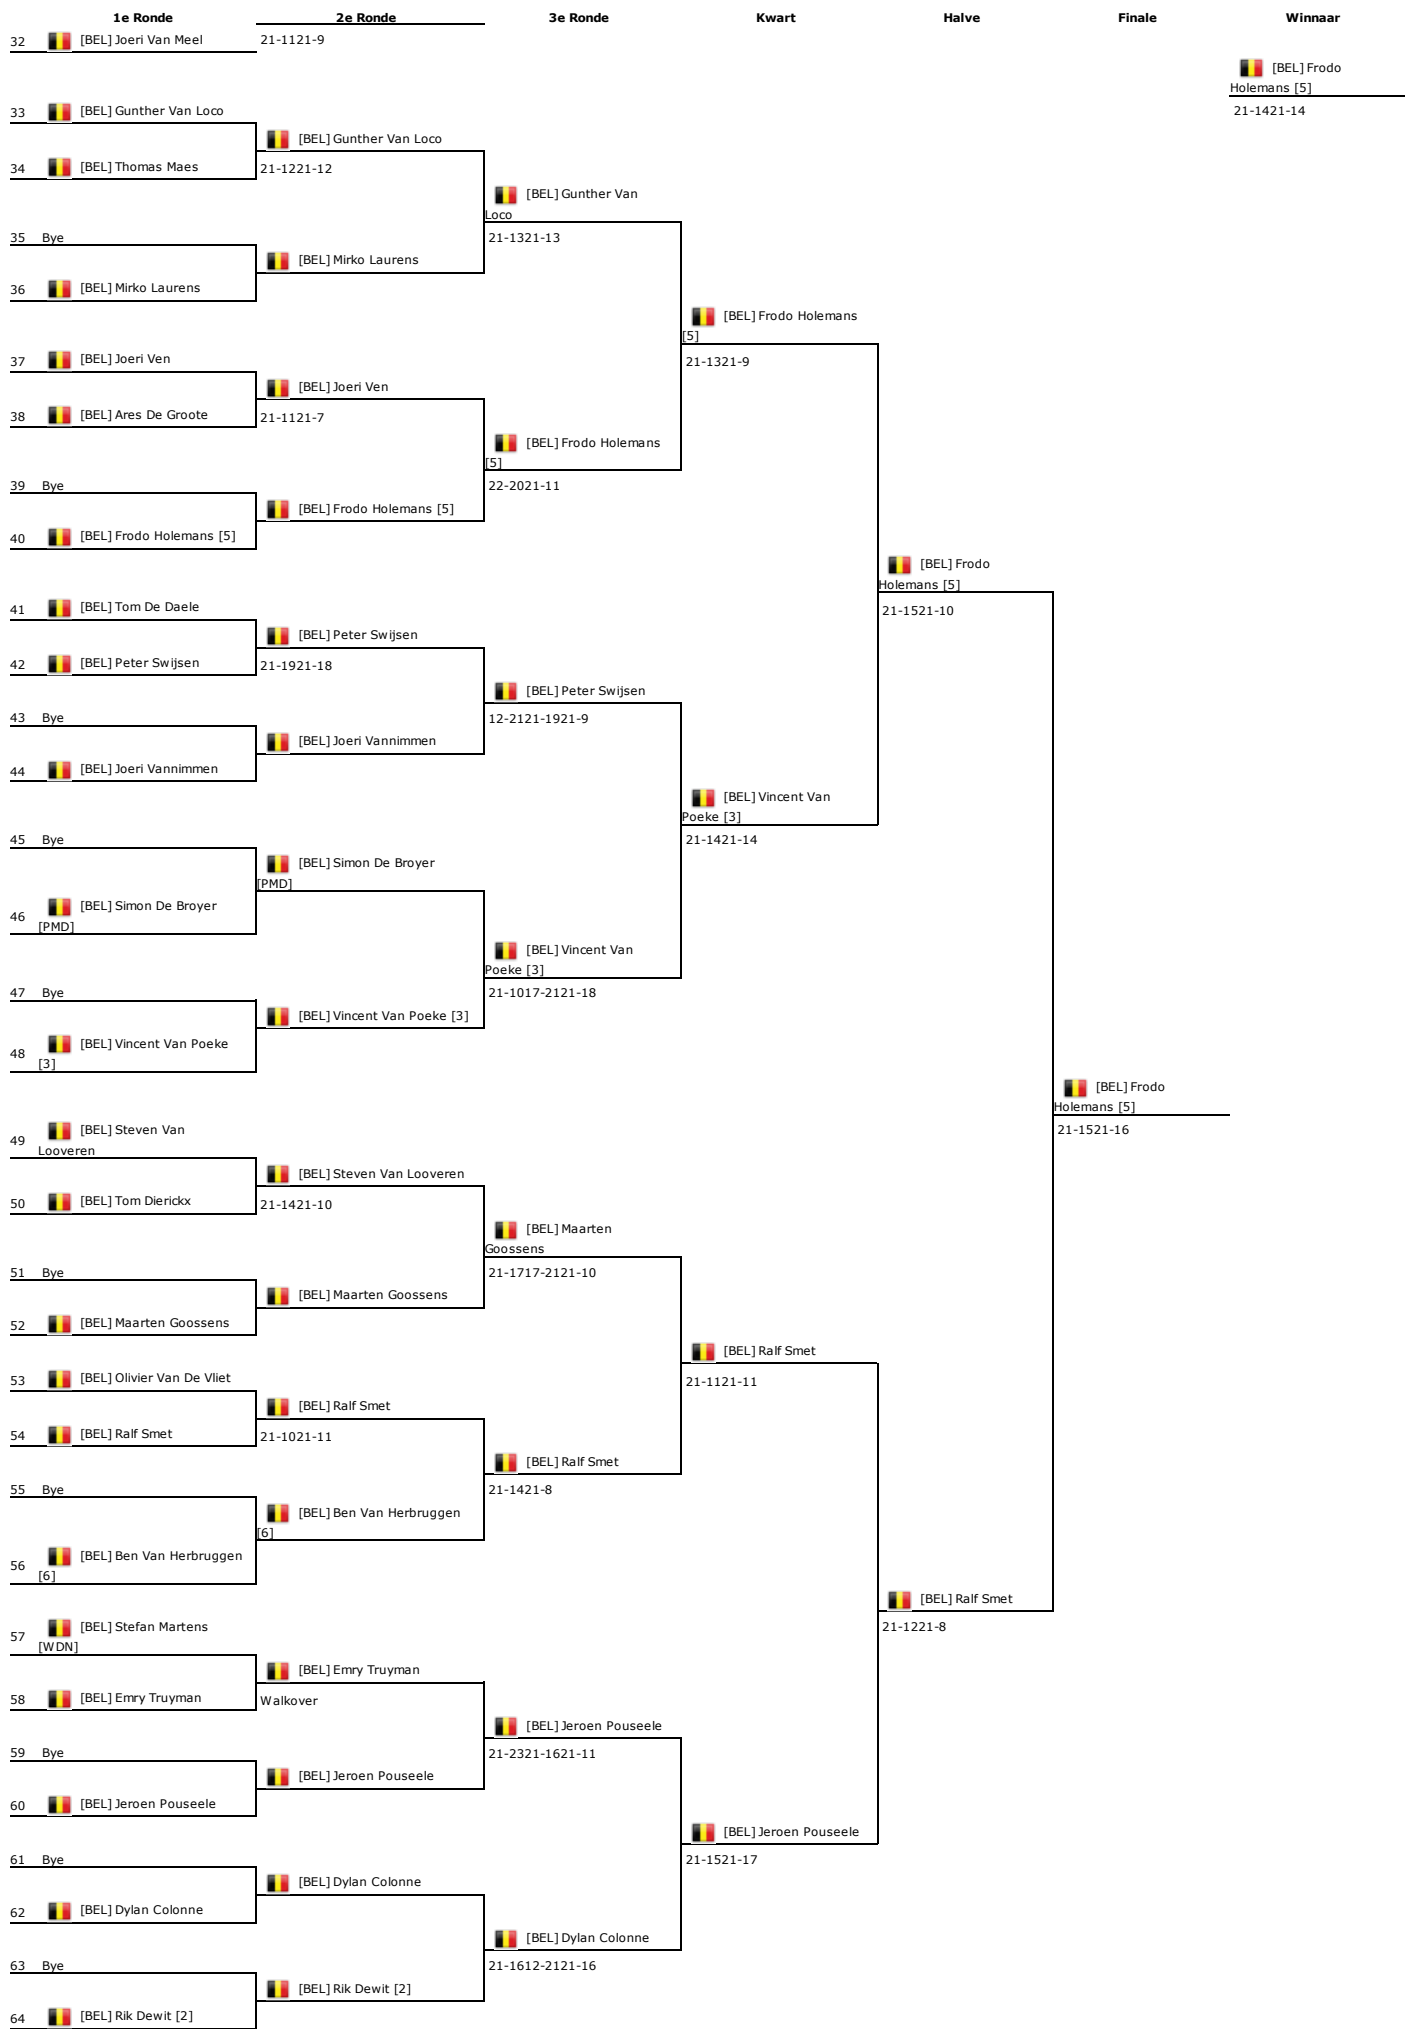 1e Ronde 2e Ronde 3e Ronde Kwart Halve Finale Winnaar
32 [BEL] Joeri Van Meel 21-1121-9
[BEL] Frodo
Holemans [5]
21-1421-14
33 [BEL] Gunther Van Loco
[BEL] Gunther Van Loco
34 [BEL] Thomas Maes 21-1221-12
[BEL] Gunther Van
Loco
35 Bye 21-1321-13
[BEL] Mirko Laurens
36 [BEL] Mirko Laurens
[BEL] Frodo Holemans
[5]
37 [BEL] Joeri Ven 21-1321-9
[BEL] Joeri Ven
38 [BEL] Ares De Groote 21-1121-7
[BEL] Frodo Holemans
[5]
39 Bye 22-2021-11
[BEL] Frodo Holemans [5]
40 [BEL] Frodo Holemans [5]
[BEL] Frodo
Holemans [5]
41 [BEL] Tom De Daele 21-1521-10
[BEL] Peter Swijsen
42 [BEL] Peter Swijsen 21-1921-18
[BEL] Peter Swijsen
43 Bye 12-2121-1921-9
[BEL] Joeri Vannimmen
44 [BEL] Joeri Vannimmen
[BEL] Vincent Van
Poeke [3]
45 Bye 21-1421-14
[BEL] Simon De Broyer
[PMD]
46 [BEL] Simon De Broyer
[PMD]
[BEL] Vincent Van
Poeke [3]
47 Bye 21-1017-2121-18
[BEL] Vincent Van Poeke [3]
48 [BEL] Vincent Van Poeke
[3]
[BEL] Frodo
Holemans [5]
21-1521-16
49 [BEL] Steven Van
Looveren
[BEL] Steven Van Looveren
50 [BEL] Tom Dierickx 21-1421-10
[BEL] Maarten
Goossens
51 Bye 21-1717-2121-10
[BEL] Maarten Goossens
52 [BEL] Maarten Goossens
[BEL] Ralf Smet
53 [BEL] Olivier Van De Vliet 21-1121-11
[BEL] Ralf Smet
54 [BEL] Ralf Smet 21-1021-11
[BEL] Ralf Smet
55 Bye 21-1421-8
[BEL] Ben Van Herbruggen
[6]
56 [BEL] Ben Van Herbruggen
[6]
[BEL] Ralf Smet
57 [BEL] Stefan Martens 21-1221-8
[WDN]
[BEL] Emry Truyman
58 [BEL] Emry Truyman Walkover
[BEL] Jeroen Pouseele
59 Bye 21-2321-1621-11
[BEL] Jeroen Pouseele
60 [BEL] Jeroen Pouseele
[BEL] Jeroen Pouseele
61 Bye 21-1521-17
[BEL] Dylan Colonne
62 [BEL] Dylan Colonne
[BEL] Dylan Colonne
63 Bye 21-1612-2121-16
[BEL] Rik Dewit [2]
64 [BEL] Rik Dewit [2]